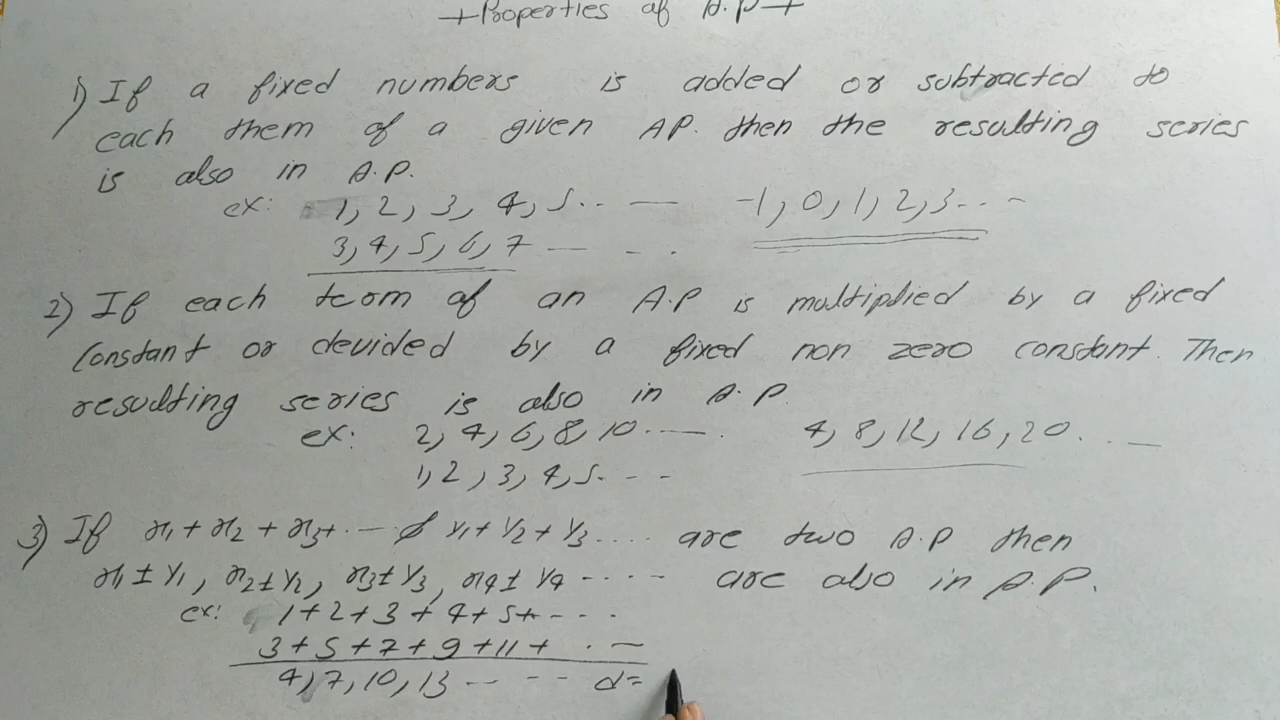 Properties of A.P
1) If a fixed numbers is added or subtracted to
each them of a given AP. then the resulting series
is also in A.P.
ex: 1, 2, 3, 4, 5.. — -1, 0, 1, 2, 3... -
3, 4, 5, 6, 7 — - .
2) If each term of an A.P is multiplied by a fixed
constant or devided by a fixed non zero constant. Then
resulting series is also in A.P.
ex: 2, 4, 6, 8, 10...—. 4, 8, 12, 16, 20...—
1, 2, 3, 4, 5. - -
3) If x1 + x2 + x3+.— & y1 + y2 + y3.... are two A.P then
x1 ± y1, x2 ± y2, x3 ± y3, x4 ± y4 ----- are also in A.P.
ex: 1+2+3+4+5+---
3+5+7+9+11+ . —
4, 7, 10, 13 -- -- d=